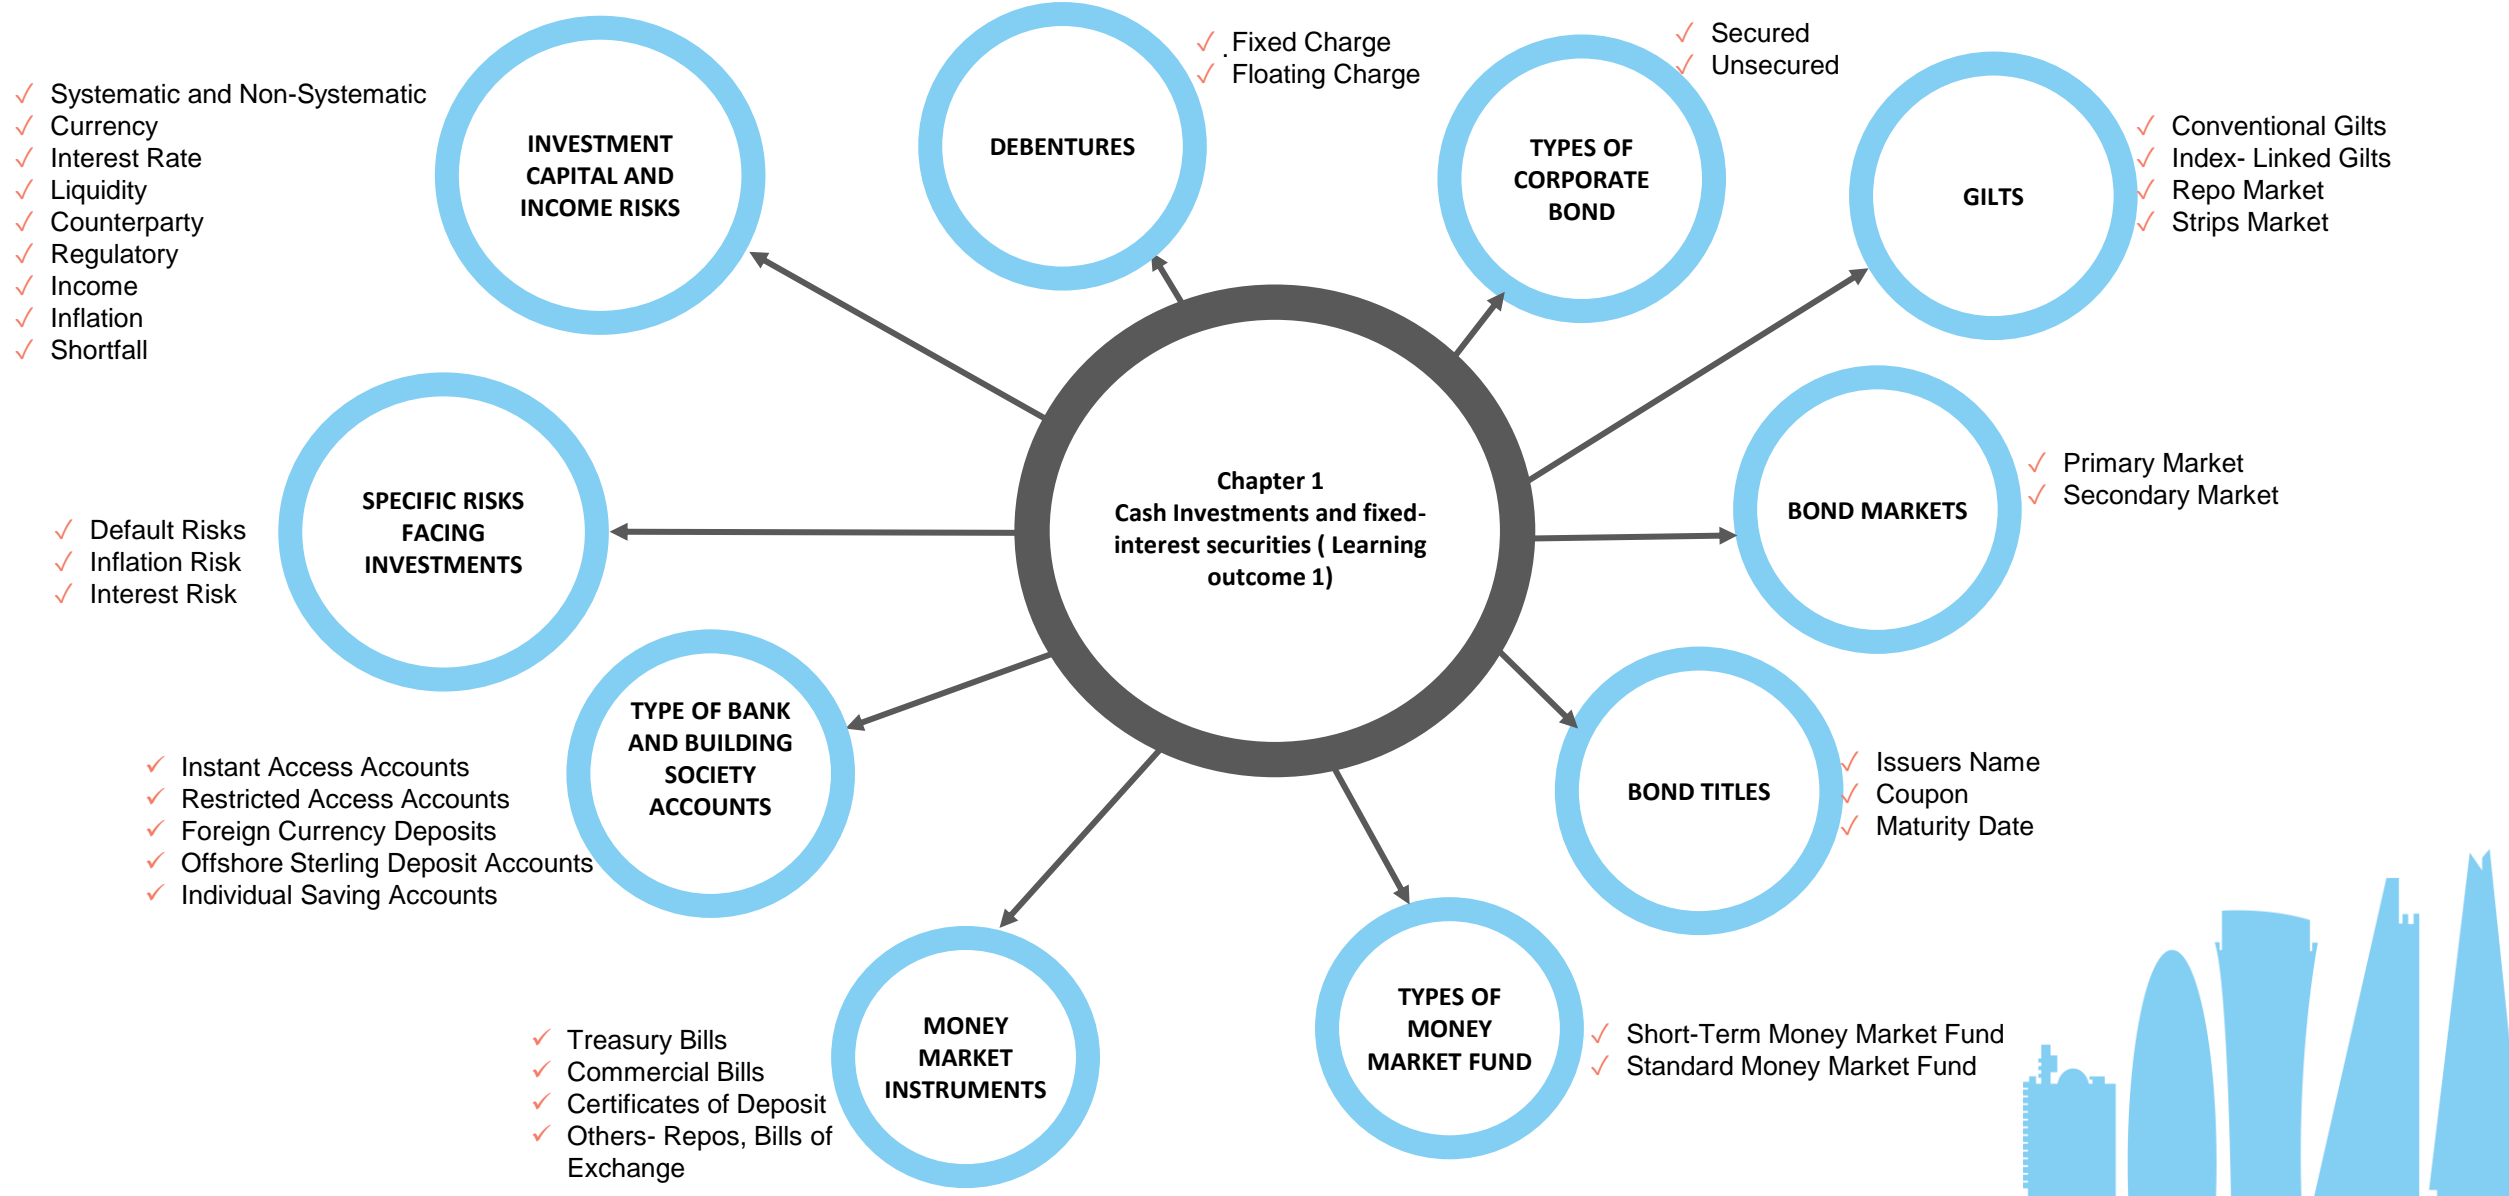 Chapter 1
Cash Investments and fixed-
interest securities ( Learning
outcome 1)
INVESTMENT
CAPITAL AND
INCOME RISKS
Systematic and Non-Systematic
Currency
Interest Rate
Liquidity
Counterparty
Regulatory
Income
Inflation
Shortfall
DEBENTURES
.
Fixed Charge
Floating Charge
TYPES OF
CORPORATE
BOND
Secured
Unsecured
GILTS
Conventional Gilts
Index- Linked Gilts
Repo Market
Strips Market
BOND MARKETS
Primary Market
Secondary Market
BOND TITLES
Issuers Name
Coupon
Maturity Date
TYPES OF
MONEY
MARKET FUND
Short-Term Money Market Fund
Standard Money Market Fund
MONEY
MARKET
INSTRUMENTS
Treasury Bills
Commercial Bills
Certificates of Deposit
Others- Repos, Bills of
Exchange
TYPE OF BANK
AND BUILDING
SOCIETY
ACCOUNTS
Instant Access Accounts
Restricted Access Accounts
Foreign Currency Deposits
Offshore Sterling Deposit Accounts
Individual Saving Accounts
SPECIFIC RISKS
FACING
INVESTMENTS
Default Risks
Inflation Risk
Interest Risk